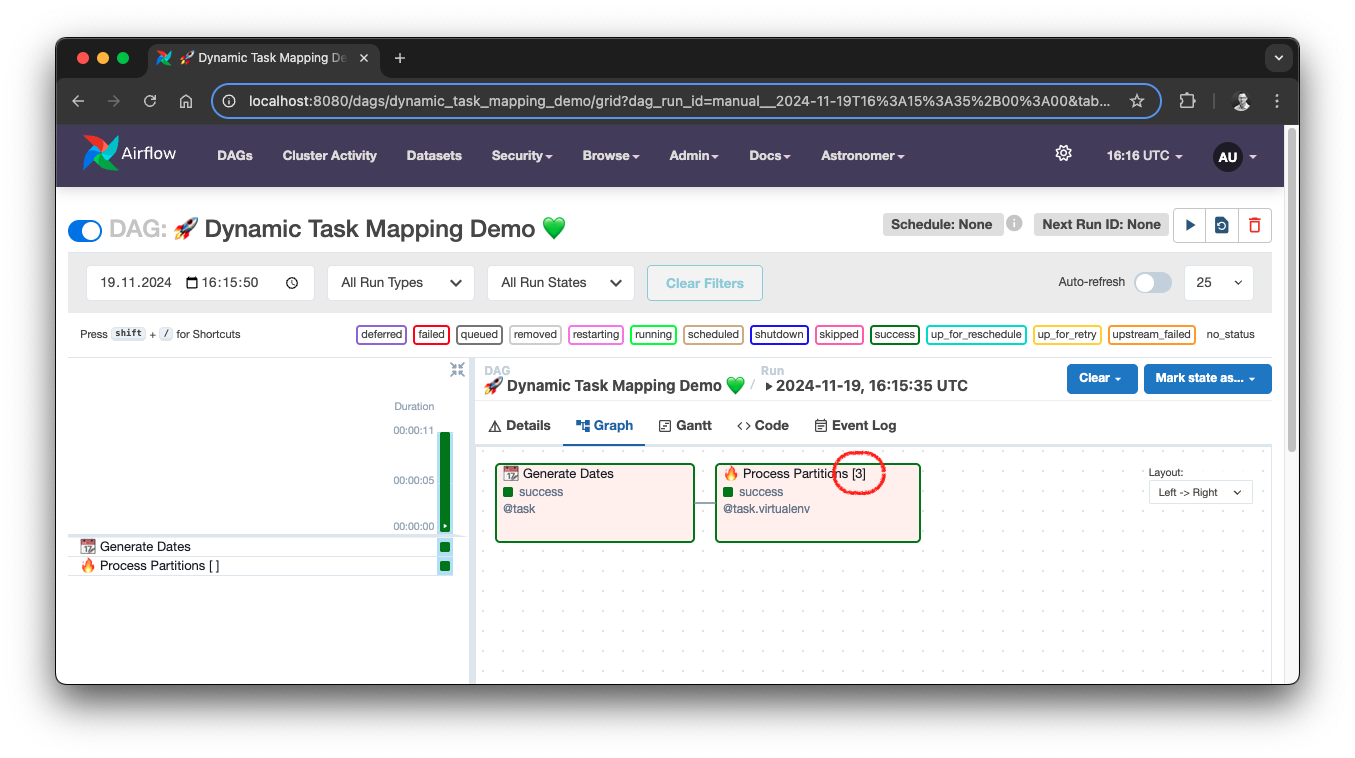 🚀 Dynamic Task Mapping De
localhost:8080/dags/dynamic_task_mapping_demo/grid?dag_run_id=manual__2024-11-19T16%3A15%3A35%2B00%3A00&tab...
Airflow DAGs Cluster Activity Datasets Security Browse Admin Docs Astronomer 16:16 UTC AU
DAG: 🚀 Dynamic Task Mapping Demo 💚 Schedule: None Next Run ID: None
19.11.2024 16:15:50 All Run Types All Run States Clear Filters Auto-refresh 25
Press shift + / for Shortcuts deferred failed queued removed restarting running scheduled shutdown skipped success up_for_reschedule up_for_retry upstream_failed no_status
DAG Run
🚀 Dynamic Task Mapping Demo 💚 / 2024-11-19, 16:15:35 UTC Clear Mark state as...
Duration
00:00:11
00:00:05
00:00:00
📆 Generate Dates
🔥 Process Partitions [ ]
Details Graph Gantt <> Code Event Log
📆 Generate Dates
success
@task
🔥 Process Partitions [3]
success
@task.virtualenv
Layout:
Left -> Right